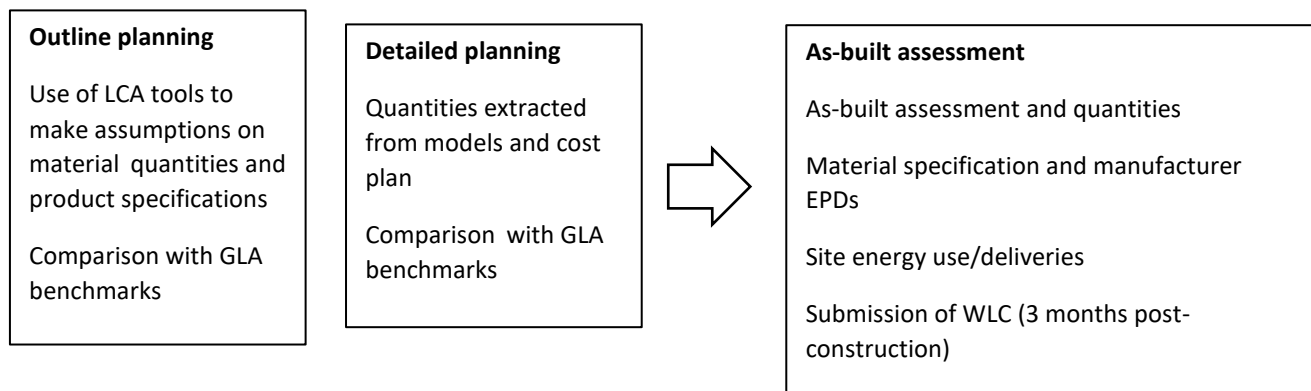 Outline planning
Use of LCA tools to
make assumptions on
material quantities and
product specifications
Comparison with GLA
benchmarks
Detailed planning
Quantities extracted
from models and cost
plan
Comparison with GLA
benchmarks
As-built assessment
As-built assessment and quantities
Material specification and manufacturer
EPDs
Site energy use/deliveries
Submission of WLC (3 months post-
construction)